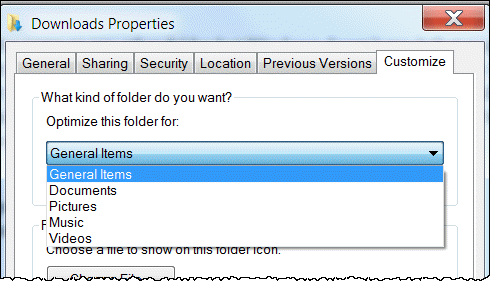 Downloads Properties
General Sharing Security Location Previous Versions Customize
What kind of folder do you want?
Optimize this folder for:
General Items
General Items
Documents
Pictures
Music
Videos
Choose a file to show on this folder icon.